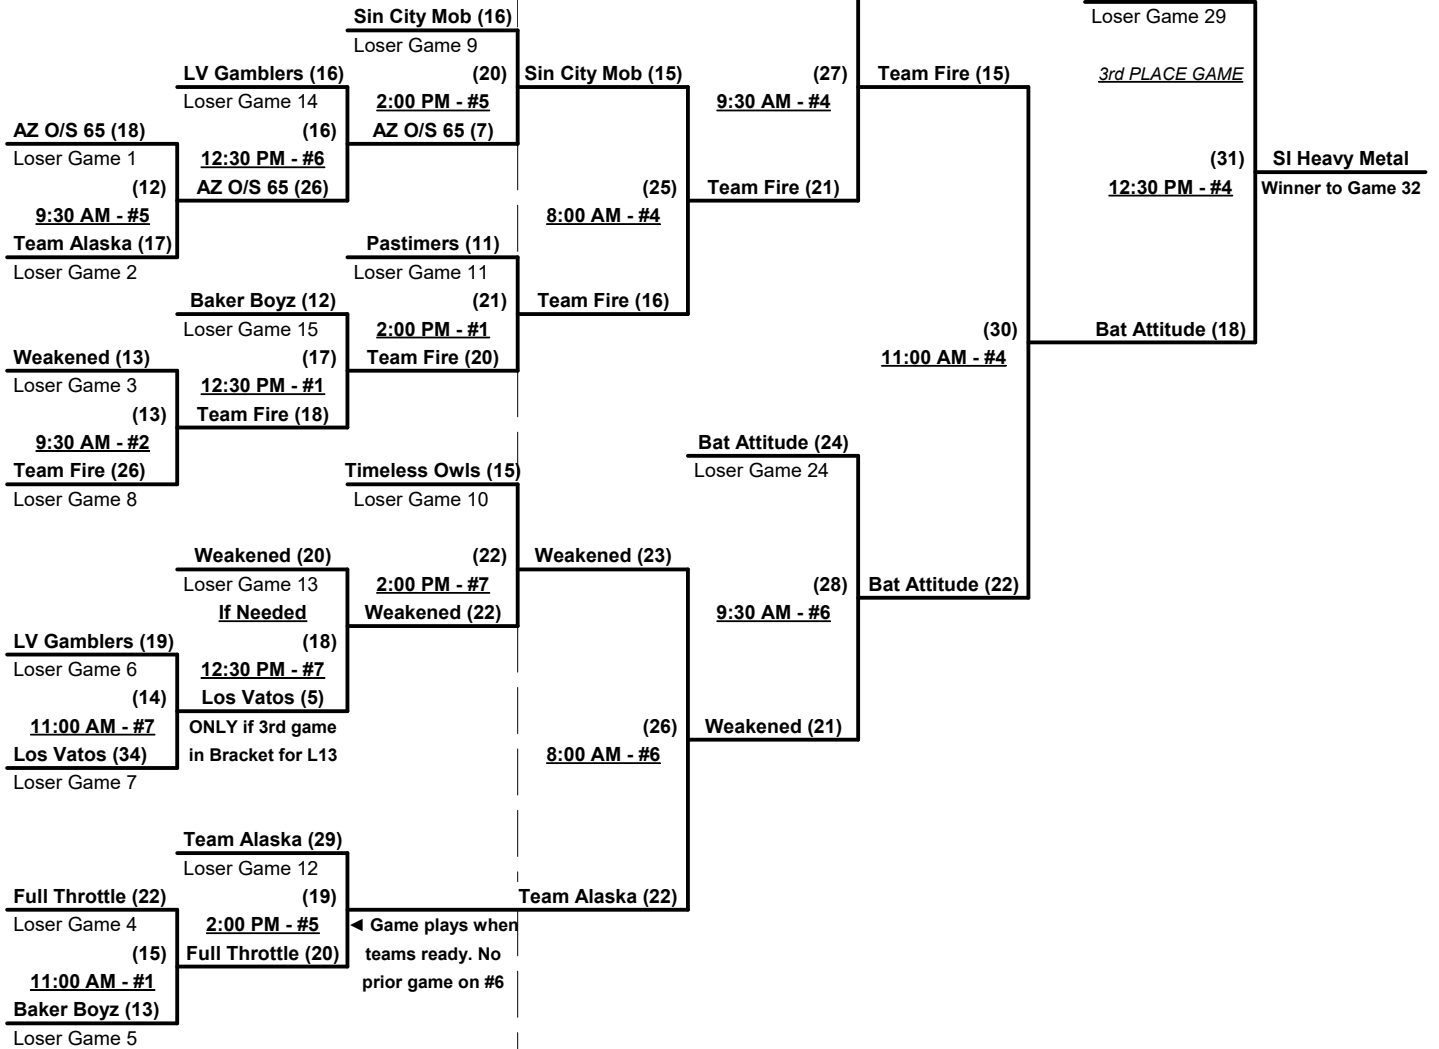 Sin City Mob (16)
Loser Game 29
Loser Game 9
LV Gamblers (16)
(20)
Sin City Mob (15)
(27)
Team Fire (15)
3rd PLACE GAME
Loser Game 14
2:00 PM - #5
9:30 AM - #4
AZ O/S 65 (18)
(16)
AZ O/S 65 (7)
Loser Game 1
12:30 PM - #6
(31)
SI Heavy Metal
(12)
AZ O/S 65 (26)
(25)
Team Fire (21)
12:30 PM - #4
Winner to Game 32
9:30 AM - #5
8:00 AM - #4
Team Alaska (17)
Pastimers (11)
Loser Game 2
Loser Game 11
Baker Boyz (12)
(21)
Team Fire (16)
Loser Game 15
2:00 PM - #1
(30)
Bat Attitude (18)
Weakened (13)
(17)
Team Fire (20)
11:00 AM - #4
Loser Game 3
12:30 PM - #1
(13)
Team Fire (18)
9:30 AM - #2
Bat Attitude (24)
Team Fire (26)
Timeless Owls (15)
Loser Game 24
Loser Game 8
Loser Game 10
Weakened (20)
(22)
Weakened (23)
Loser Game 13
2:00 PM - #7
(28)
Bat Attitude (22)
If Needed
Weakened (22)
9:30 AM - #6
LV Gamblers (19)
(18)
Loser Game 6
12:30 PM - #7
(14)
Los Vatos (5)
11:00 AM - #7
ONLY if 3rd game
(26)
Weakened (21)
Los Vatos (34)
in Bracket for L13
8:00 AM - #6
Loser Game 7
Team Alaska (29)
Loser Game 12
Full Throttle (22)
(19)
Team Alaska (22)
Loser Game 4
2:00 PM - #5
◄ Game plays when
(15)
Full Throttle (20)
teams ready. No
11:00 AM - #1
prior game on #6
Baker Boyz (13)
Loser Game 5